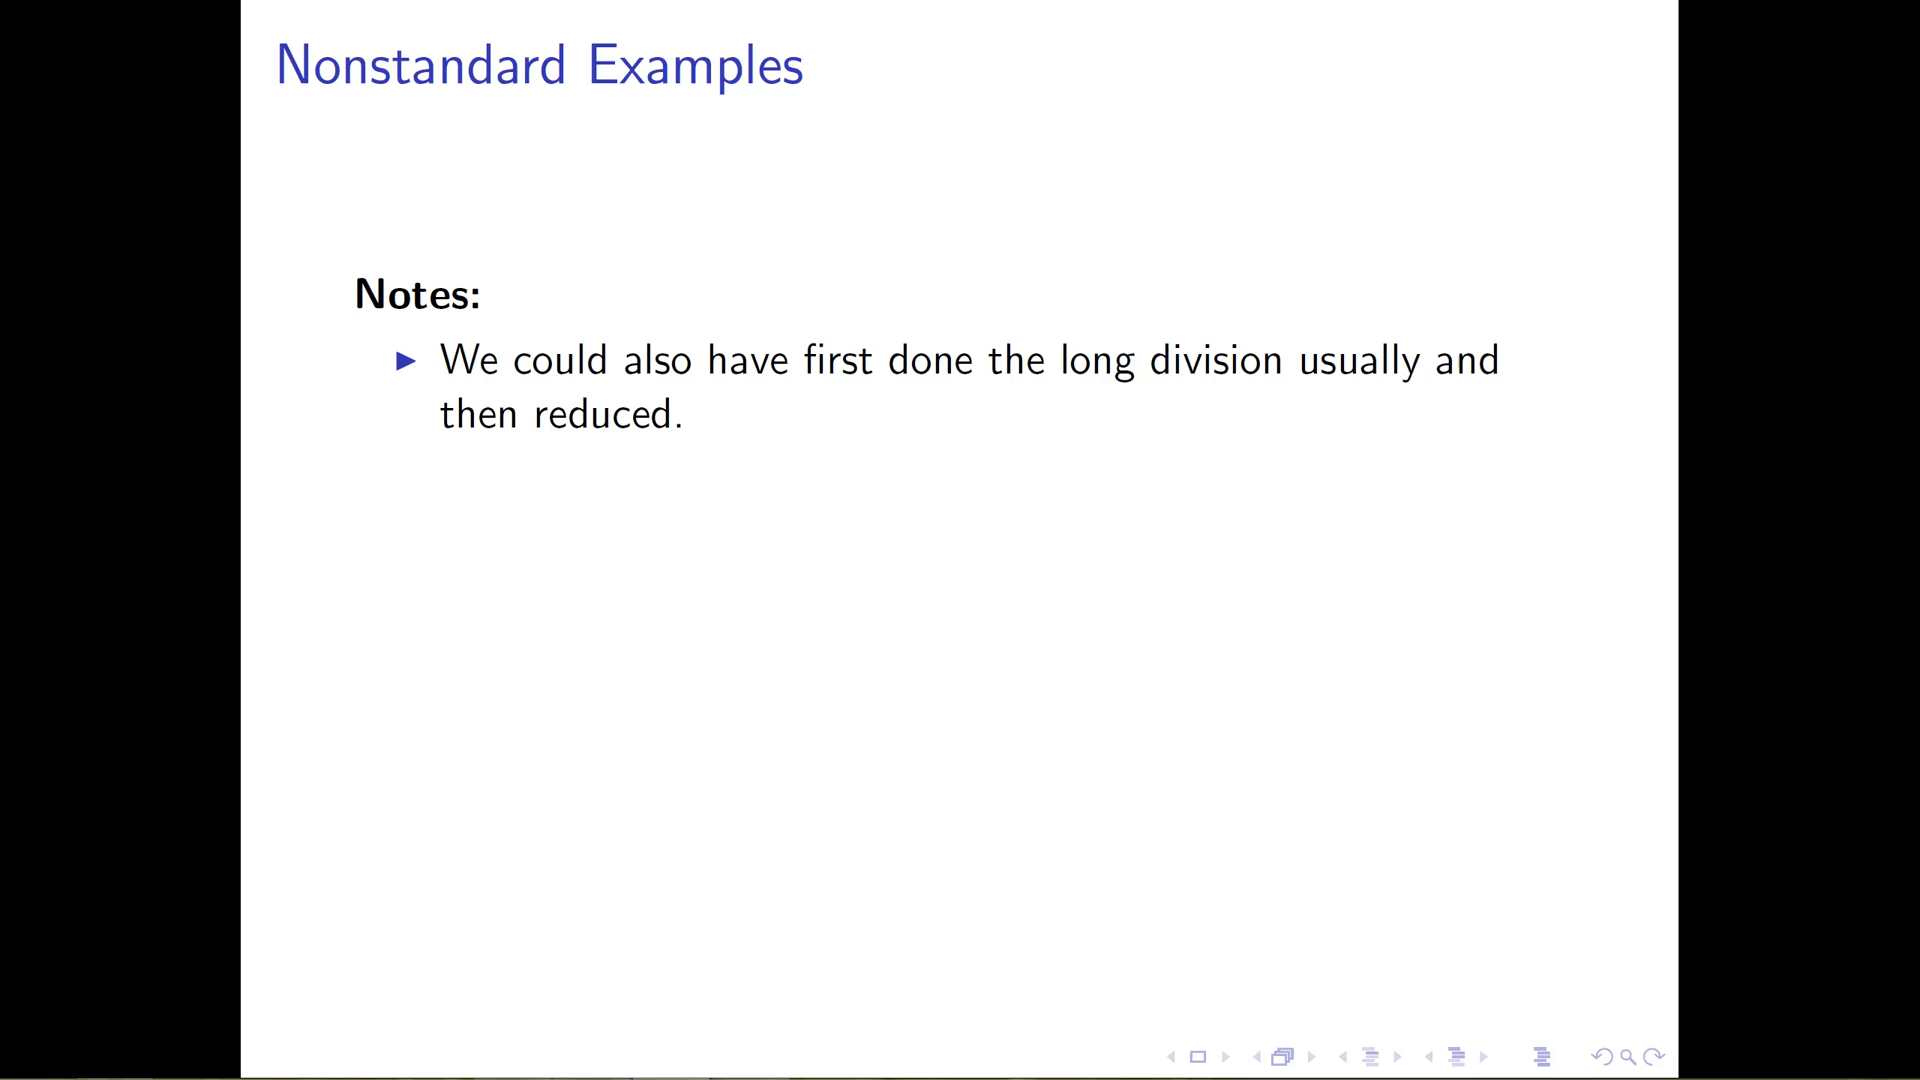 Nonstandard Examples
Notes:
▶ We could also have first done the long division usually and
then reduced.